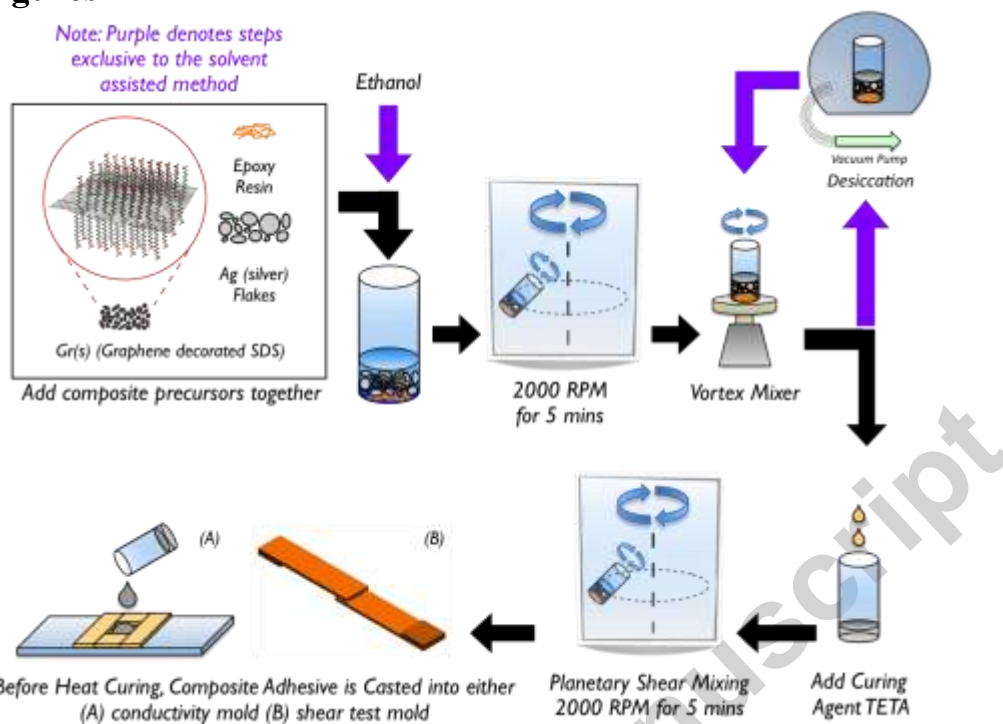 Note: Purple denotes steps
exclusive to the solvent
assisted method
Ethanol
Epoxy
Resin
Ag (silver)
Flakes
Gr(s) (Graphene decorated SDS)
Add composite precursors together
2000 RPM
for 5 mins
Vortex Mixer
Vacuum Pump
Desiccation
Add Curing
Agent TETA
Planetary Shear Mixing
2000 RPM for 5 mins
(A)
(B)
Before Heat Curing, Composite Adhesive is Casted into either
(A) conductivity mold (B) shear test mold
nuscript